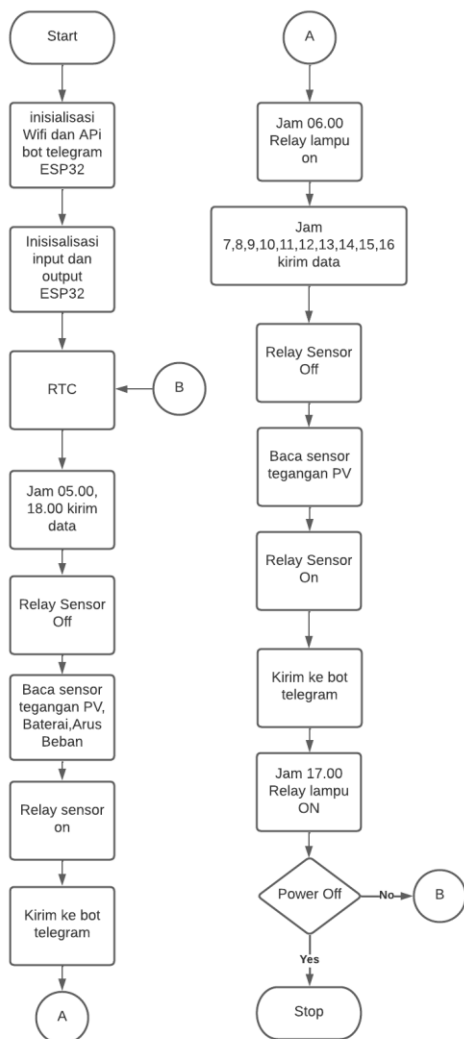 Start
inisialisasi
Wifi dan APi
bot telegram
ESP32
Inisisalisasi
input dan
output
ESP32
RTC
B
Jam 05.00,
18.00 kirim
data
Relay Sensor
Off
Baca sensor
tegangan PV,
Baterai,Arus
Beban
Relay sensor
on
Kirim ke bot
telegram
A
A
Jam 06.00
Relay lampu
on
Jam
7,8,9,10,11,12,13,14,15,16
kirim data
Relay Sensor
Off
Baca sensor
tegangan PV
Relay Sensor
On
Kirim ke bot
telegram
Jam 17.00
Relay lampu
ON
Power Off
No
B
Yes
Stop